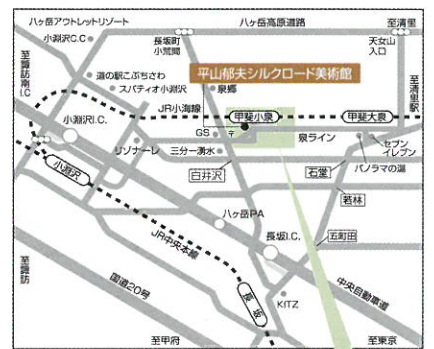 八ヶ岳アウトレットリゾート
八ヶ岳高原道路
至清里
小淵沢C.C
長坂町
小荒間
天女山
入口
至諏訪南I.C
道の駅こぶちさわ
スパティオ小淵沢
泉郷
平山郁夫シルクロード美術館
至清里駅
JR小海線
甲斐小泉
甲斐大泉
小淵沢I.C.
GS
〒
泉ライン
セブン
イレブン
リゾナーレ
三分一湧水
パノラマの湯
小淵沢
白井沢
石堂
若林
八ヶ岳PA
五町田
長坂I.C.
JR中央本線
至諏訪
国道20号
中央自動車道
長坂
KITZ
至甲府
至東京